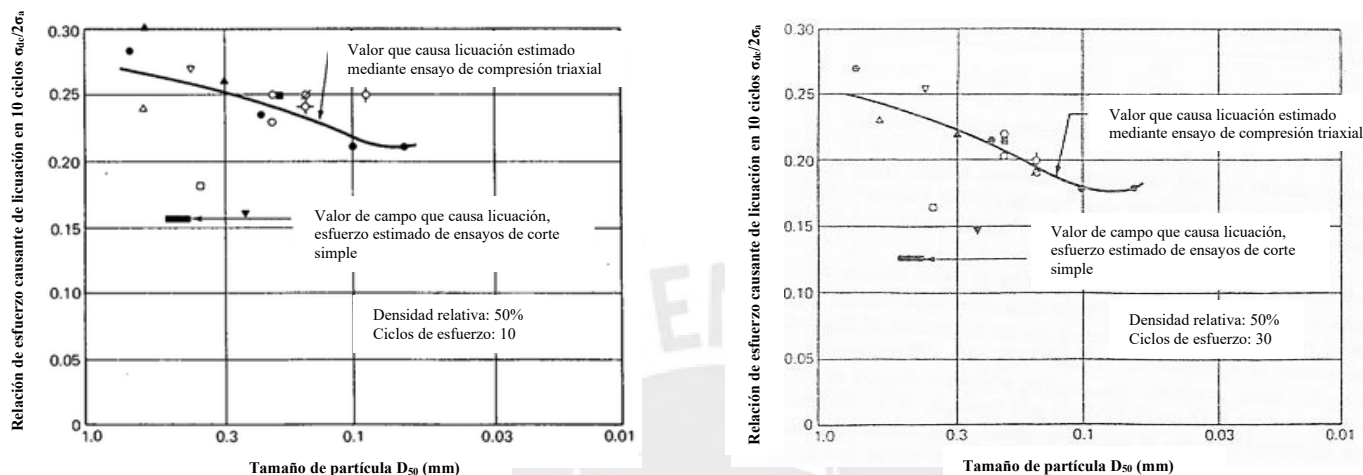 Relación de esfuerzo causante de licuación en 10 ciclos σdc/2σa
0.30
0.25
0.20
0.15
0.10
0.05
0
Valor que causa licuación estimado
mediante ensayo de compresión triaxial
Valor de campo que causa licuación,
esfuerzo estimado de ensayos de corte
simple
Densidad relativa: 50%
Ciclos de esfuerzo: 10
1.0
0.3
0.1
0.03
0.01
Tamaño de partícula D50 (mm)
Relación de esfuerzo causante de licuación en 10 ciclos σdc/2σa
0.30
0.25
0.20
0.15
0.10
0.05
0
Valor que causa licuación estimado
mediante ensayo de compresión triaxial
Valor de campo que causa licuación,
esfuerzo estimado de ensayos de corte
simple
Densidad relativa: 50%
Ciclos de esfuerzo: 30
1.0
0.3
0.1
0.03
0.01
Tamaño de partícula D50 (mm)